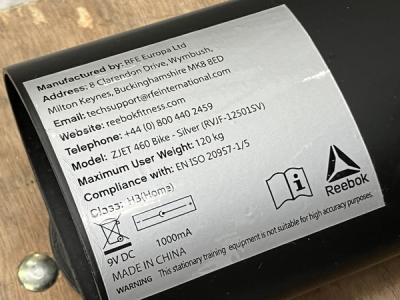 Manufactured by: RFE Europa Ltd
Address: 8 Clarendon Drive, Wymbush,
Milton Keynes, Buckinghamshire MK8 8ED
Email: techsupport@rfeinternational.com
Website: reebokfitness.com
Telephone: +44 (0) 800 440 2459
Model: ZJET 460 Bike - Silver (RVJF-12501SV)
Maximum User Weight: 120 kg
Compliance with: EN ISO 20957-1/5
Class: H3(Home)
9V DC 1000mA
MADE IN CHINA
WARNING This stationary training equipment is not suitable for high accuracy purposes.
Reebok